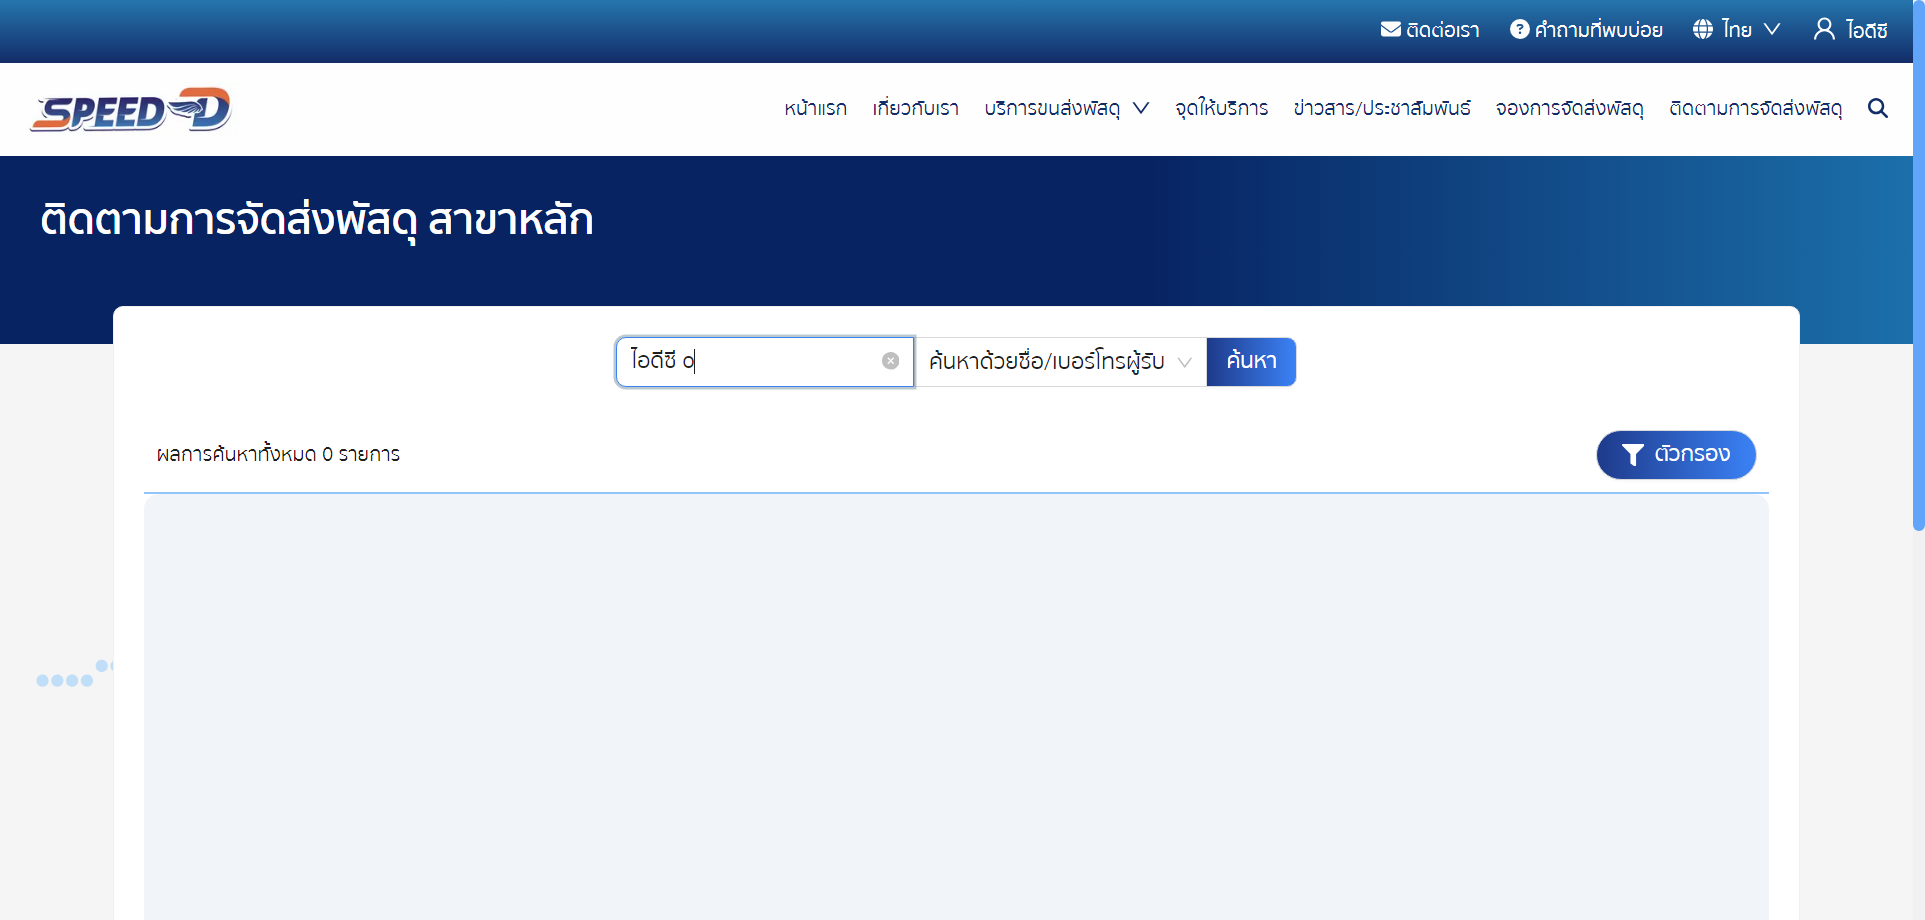 ติดต่อเรา คำถามที่พบบ่อย ไทย ไอดีซี
SPEED-D หน้าแรก เกี่ยวกับเรา บริการขนส่งพัสดุ จุดให้บริการ ข่าวสาร/ประชาสัมพันธ์ จองการจัดส่งพัสดุ ติดตามการจัดส่งพัสดุ
ติดตามการจัดส่งพัสดุ สาขาหลัก
ไอดีซี o ค้นหาด้วยชื่อ/เบอร์โทรผู้รับ ค้นหา
ผลการค้นหาทั้งหมด 0 รายการ ตัวกรอง